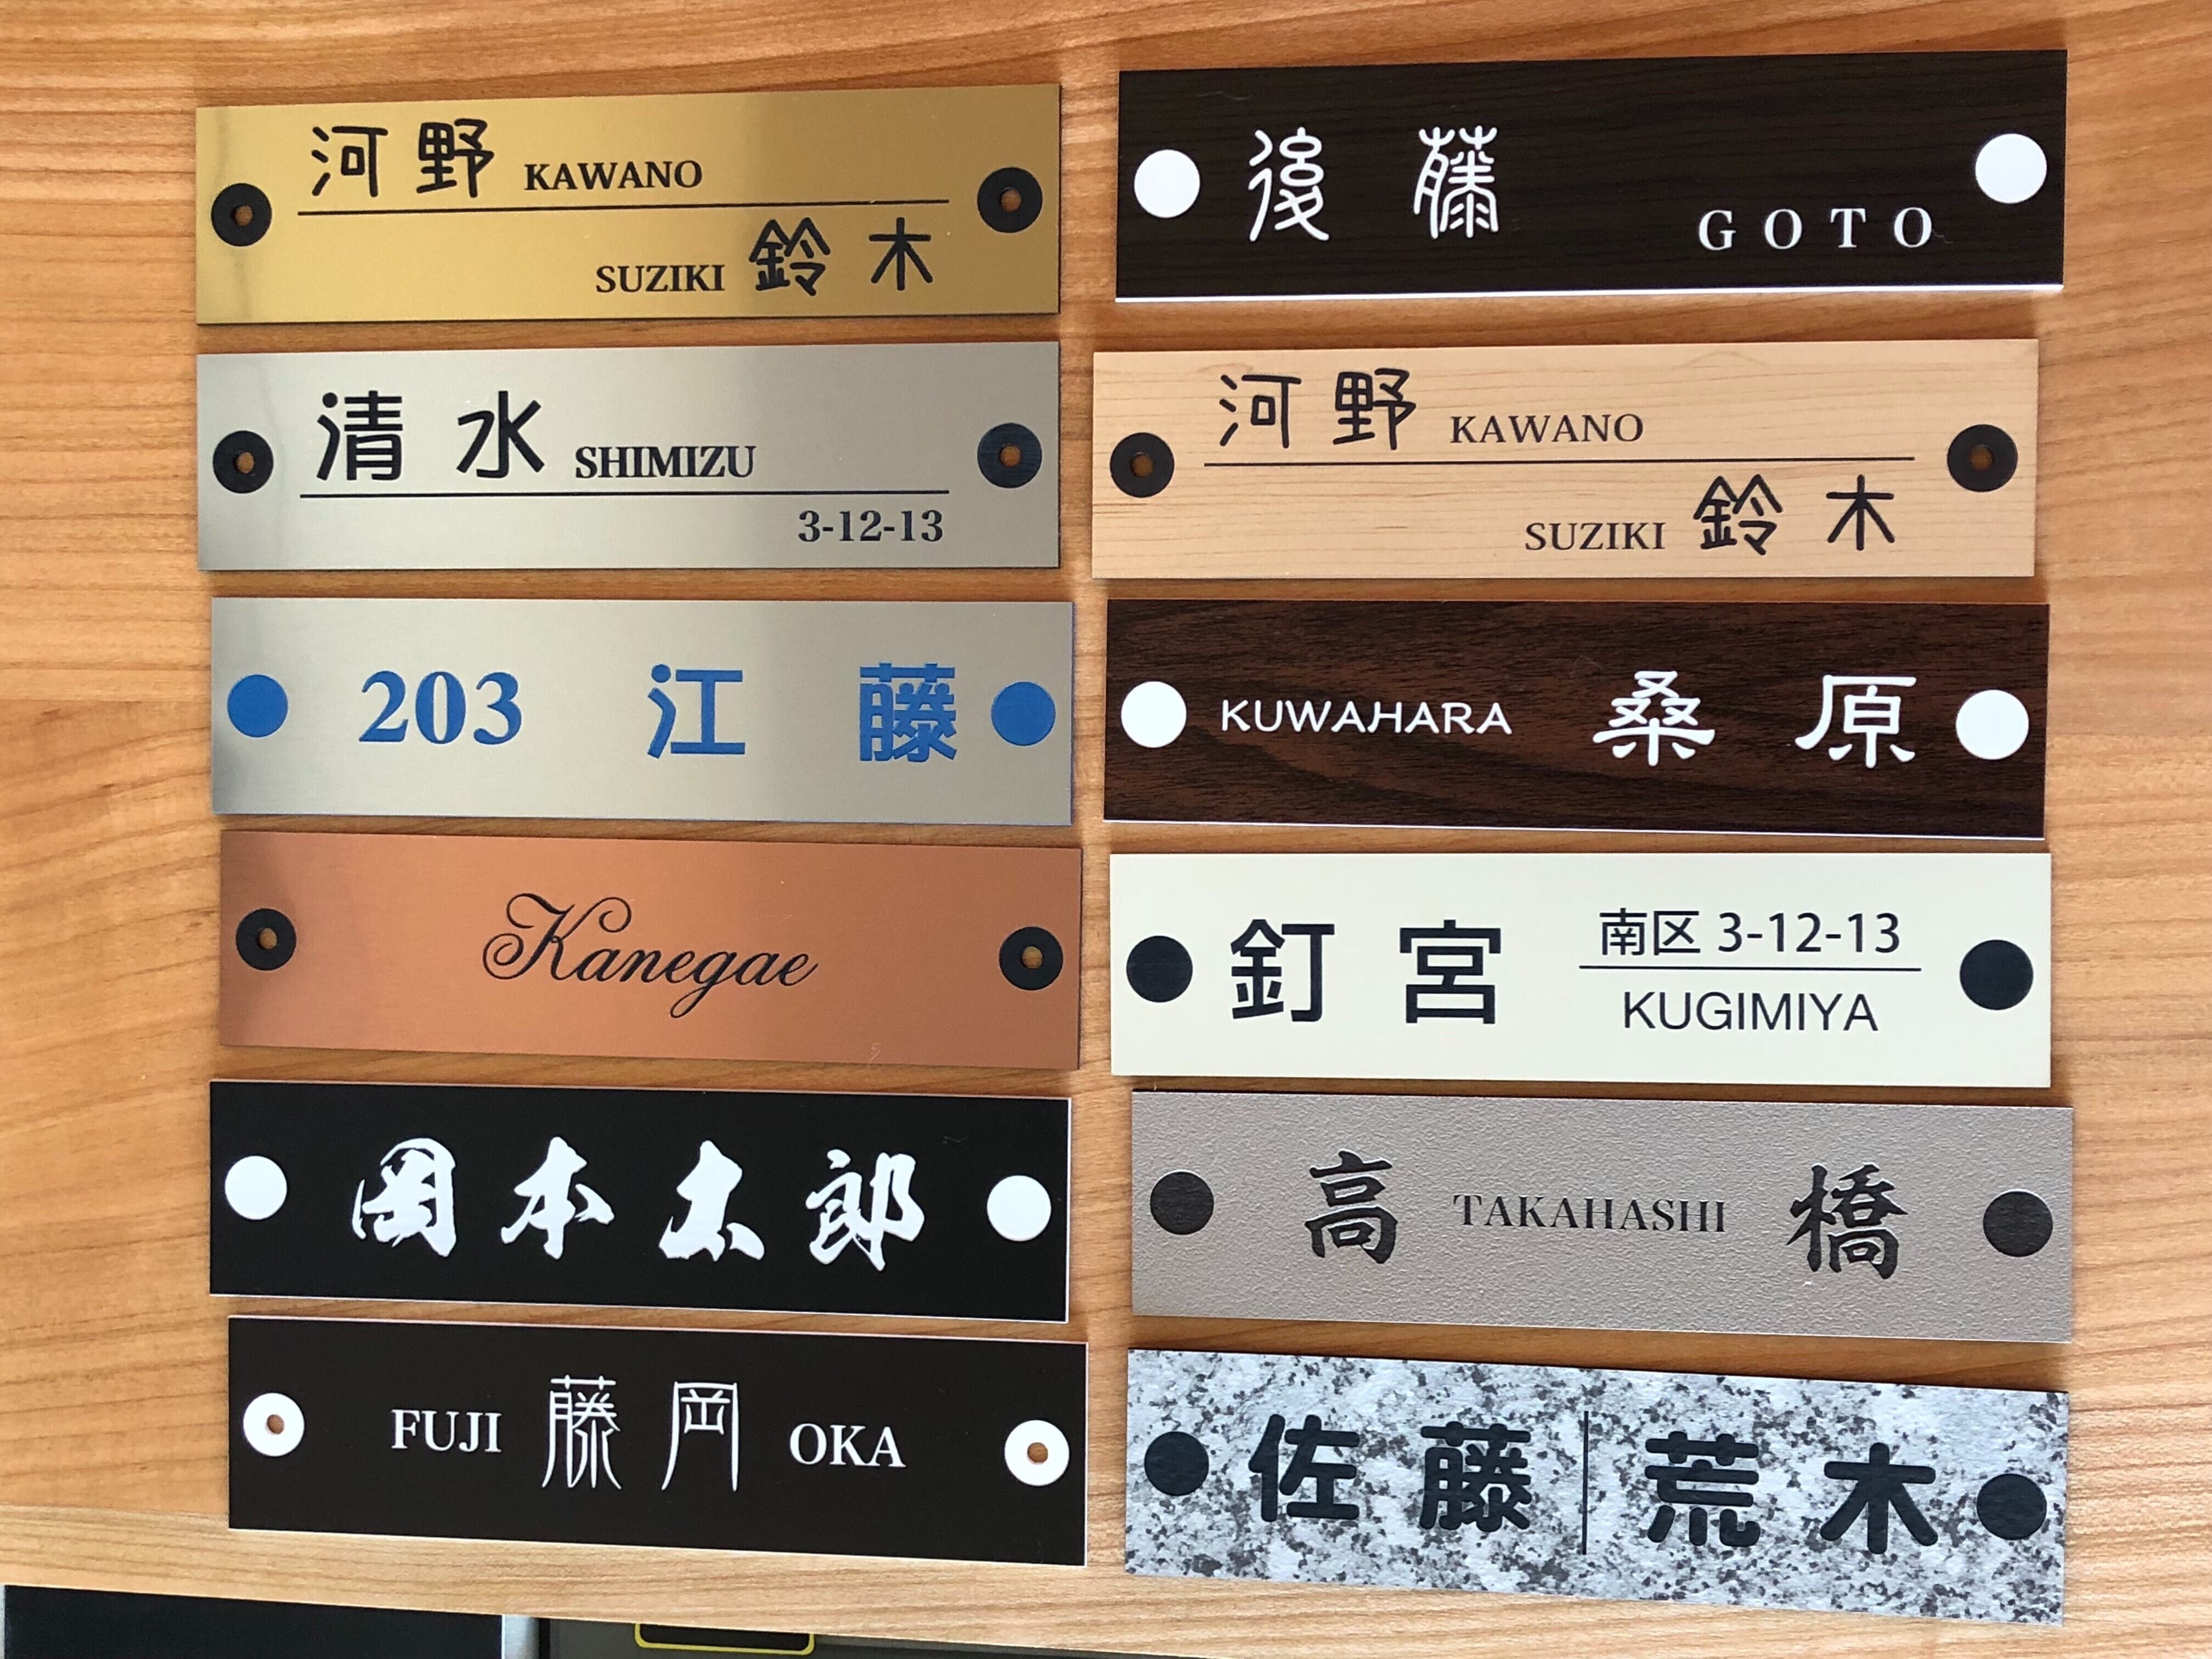 河野 KAWANO
SUZIKI 鈴木
清水 SHIMIZU
3-12-13
203 江藤
Kanegae
岡本太郎
FUJI 藤岡 OKA
後藤
GOTO
河野 KAWANO
SUZIKI 鈴木
KUWAHARA 桑原
釘宮
南区 3-12-13
KUGIMIYA
高 TAKAHASHI 橋
佐藤 荒木